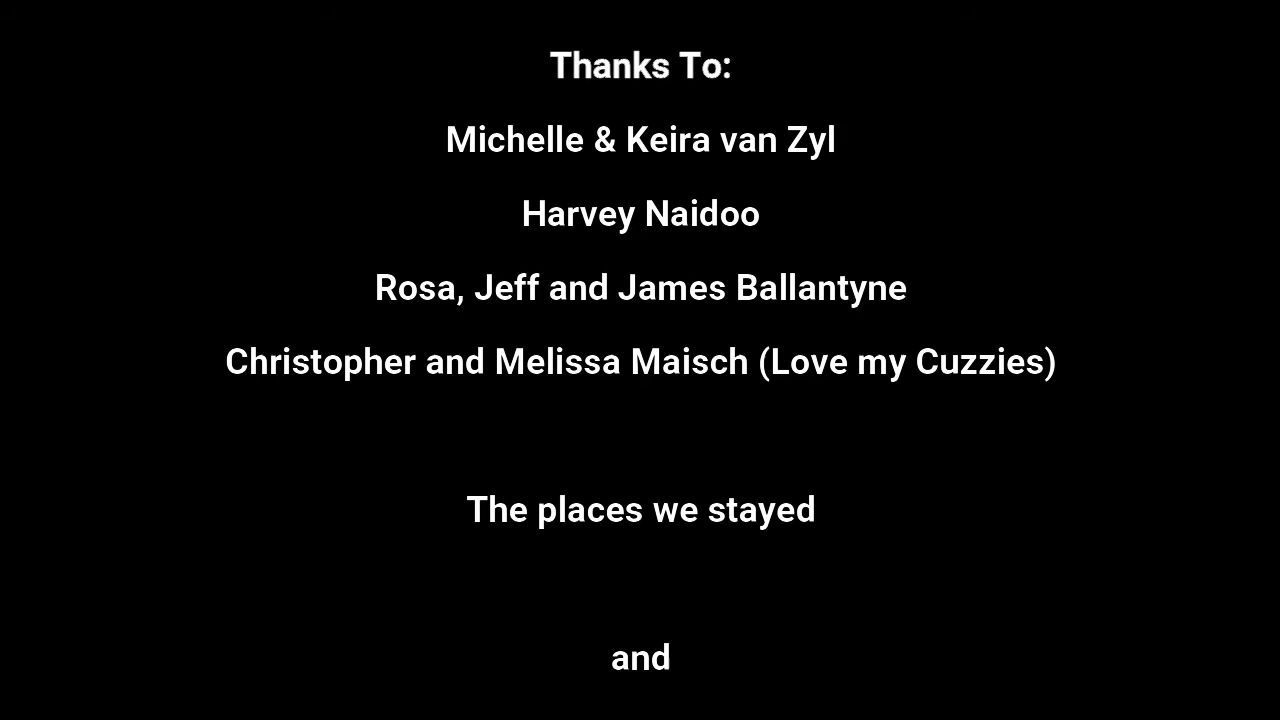 Thanks To:
Michelle & Keira van Zyl
Harvey Naidoo
Rosa, Jeff and James Ballantyne
Christopher and Melissa Maisch (Love my Cuzzies)
The places we stayed
and